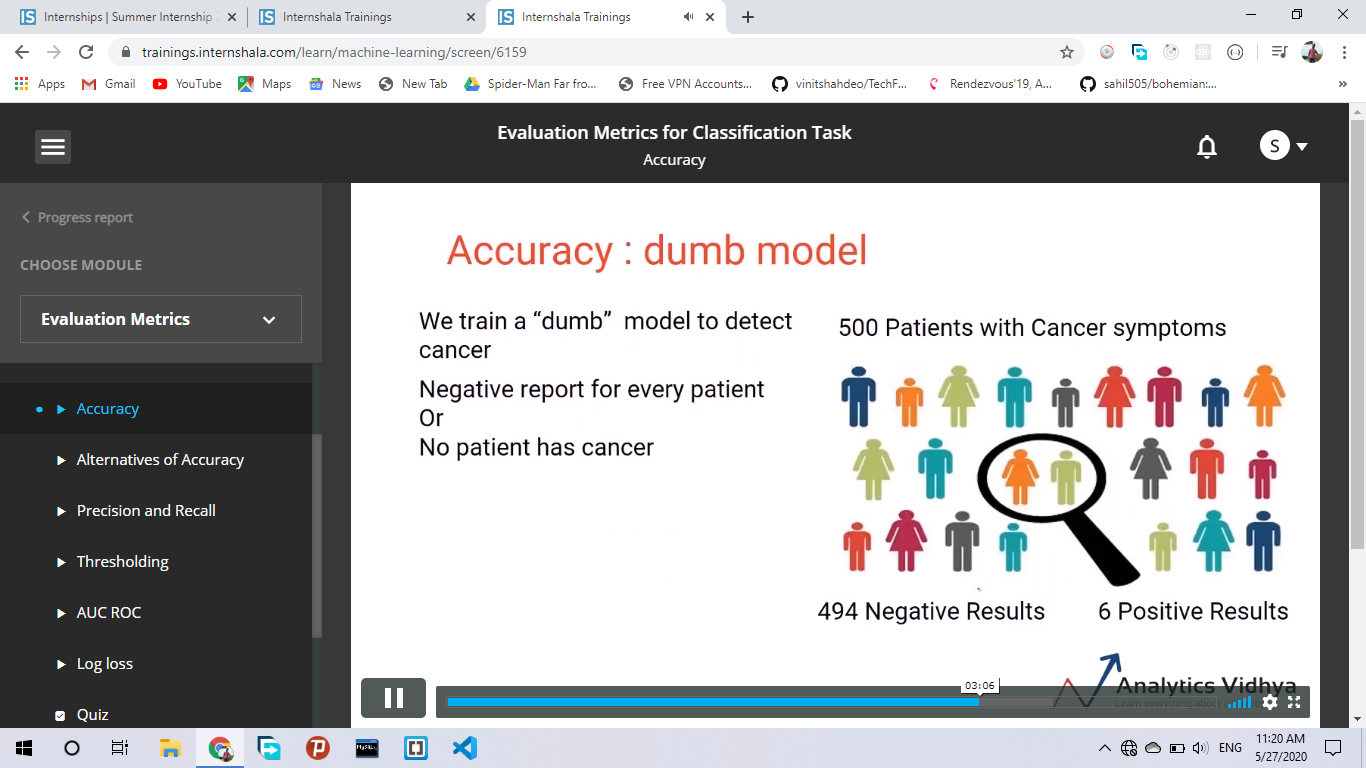 Internships | Summer Internship
Internshala Trainings
Internshala Trainings
trainings.internshala.com/learn/machine-learning/screen/6159
Apps
Gmail
YouTube
Maps
News
New Tab
Spider-Man Far fro...
Free VPN Accounts...
vinitshahdeo/TechF...
Rendezvous'19, A...
sahil505/bohemian:...
Evaluation Metrics for Classification Task
Accuracy
S
Progress report
CHOOSE MODULE
Evaluation Metrics
Accuracy
Alternatives of Accuracy
Precision and Recall
Thresholding
AUC ROC
Log loss
Quiz
Accuracy : dumb model
We train a “dumb” model to detect
cancer
Negative report for every patient
Or
No patient has cancer
500 Patients with Cancer symptoms
494 Negative Results
6 Positive Results
03:06
Analytics Vidhya
Learn everything about
ENG
11:20 AM
5/27/2020